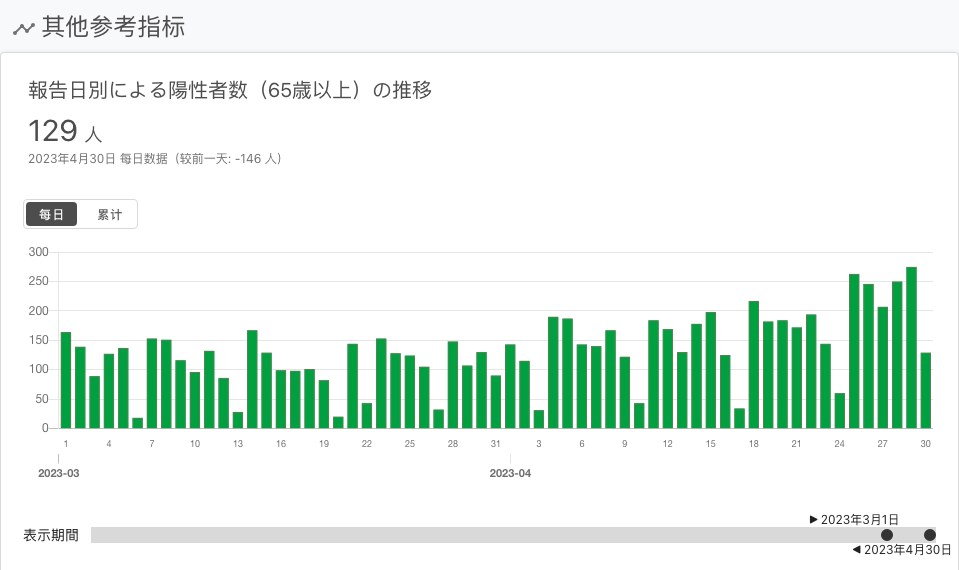 其他参考指标
報告日別による陽性者数（65歳以上）の推移
129 人
2023年4月30日 每日数据（较前一天: -146 人）
每日 累计
300
250
200
150
100
50
0
1 4 7 10 13 16 19 22 25 28 31 3 6 9 12 15 18 21 24 27 30
2023-03 2023-04
▶ 2023年3月1日
表示期間
◀ 2023年4月30日